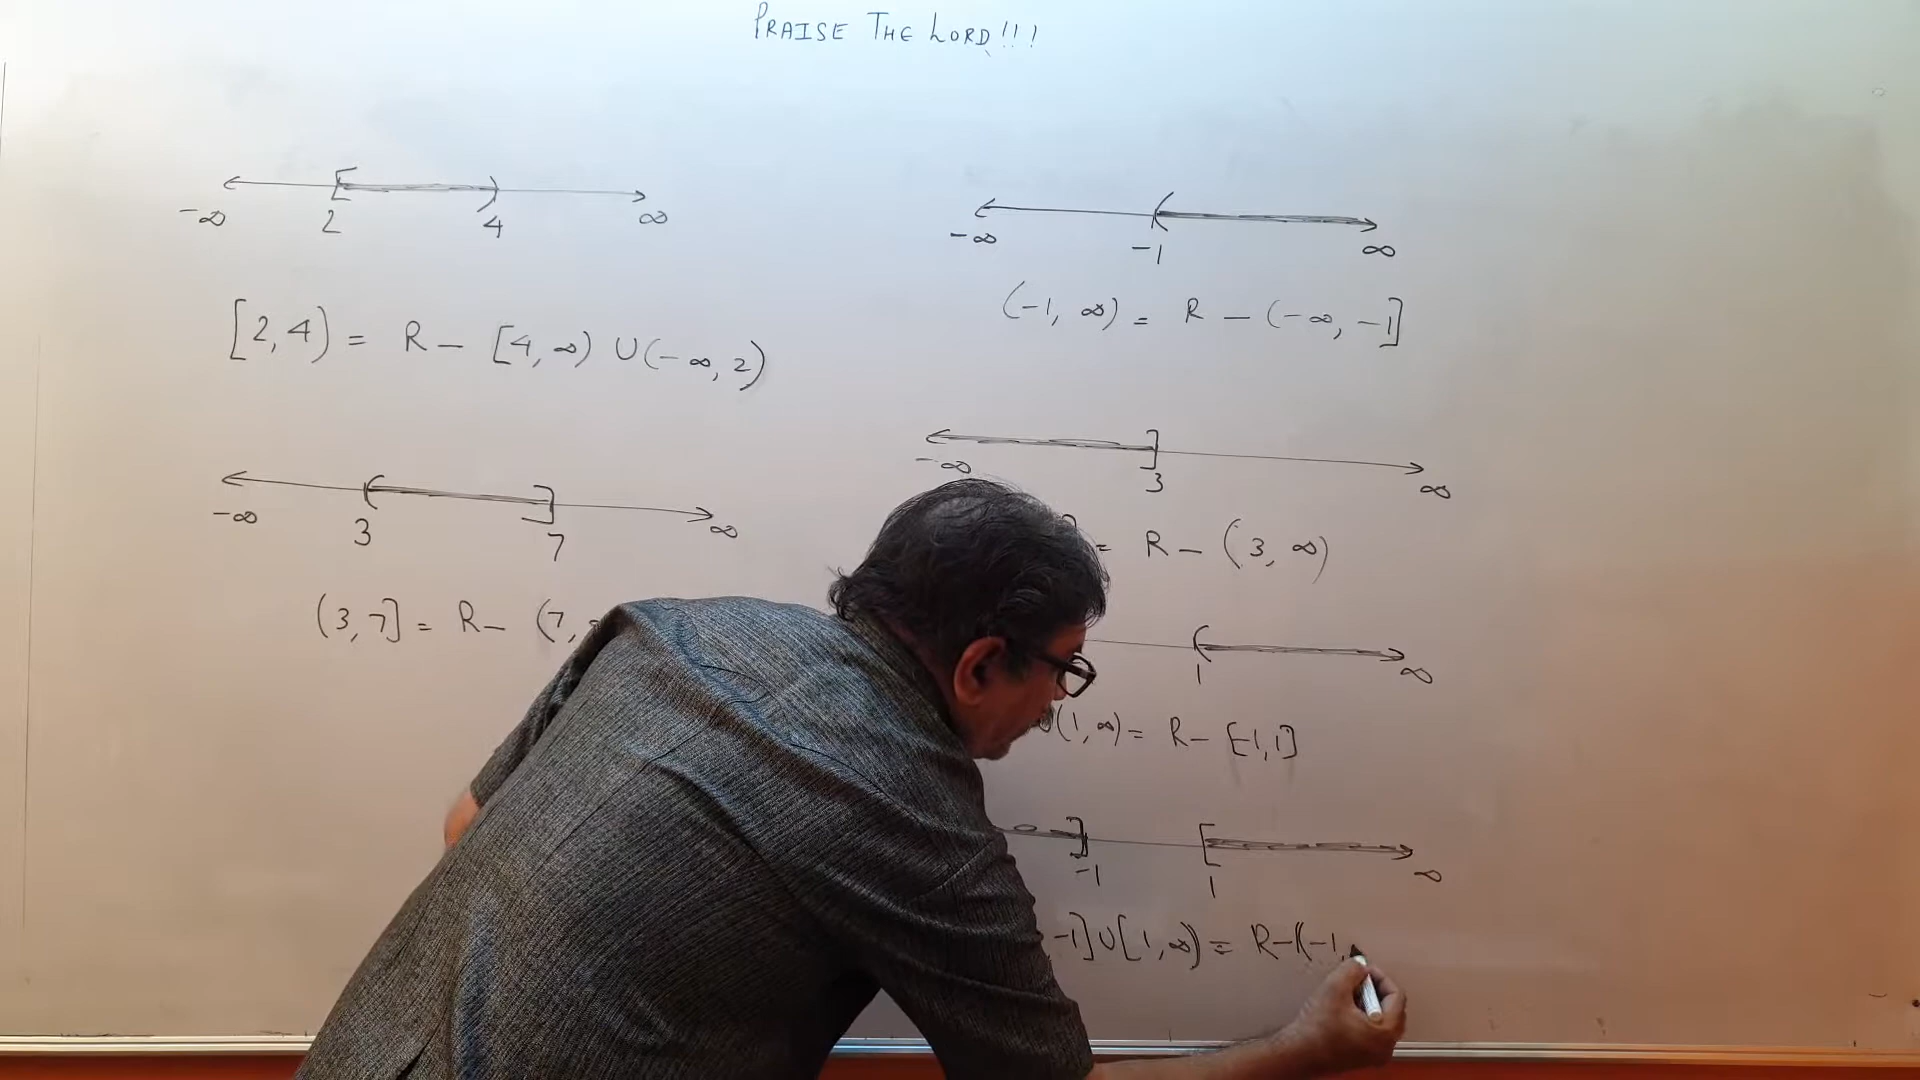 PRAISE THE LORD!!!
-∞ 2 4 ∞
[2,4) = R - [4,∞) U(-∞,2)
-∞ 3 7 ∞
(3,7] = R - (7,
-∞ -1 ∞
(-1, ∞) = R - (-∞, -1]
-∞ 3 ∞
] = R - (3, ∞)
1 ∞
U(1,∞) = R - [-1,1]
-1 1 ∞
-1]U[1,∞) = R-(-1,